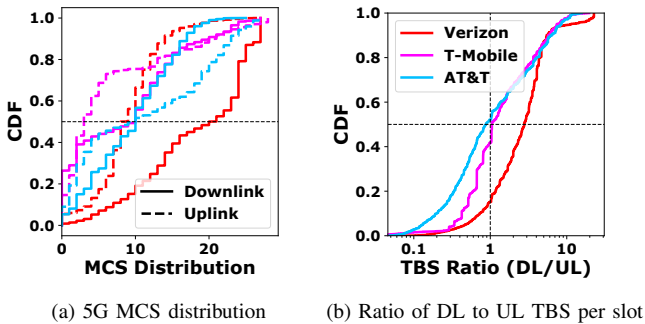 1.0
0.8
0.6
0.4
0.2
0.0
CDF
0
10
20
MCS Distribution
Downlink
Uplink
(a) 5G MCS distribution
1.0
0.8
0.6
0.4
0.2
0.0
CDF
0.1
1
10
TBS Ratio (DL/UL)
Verizon
T-Mobile
AT&T
(b) Ratio of DL to UL TBS per slot